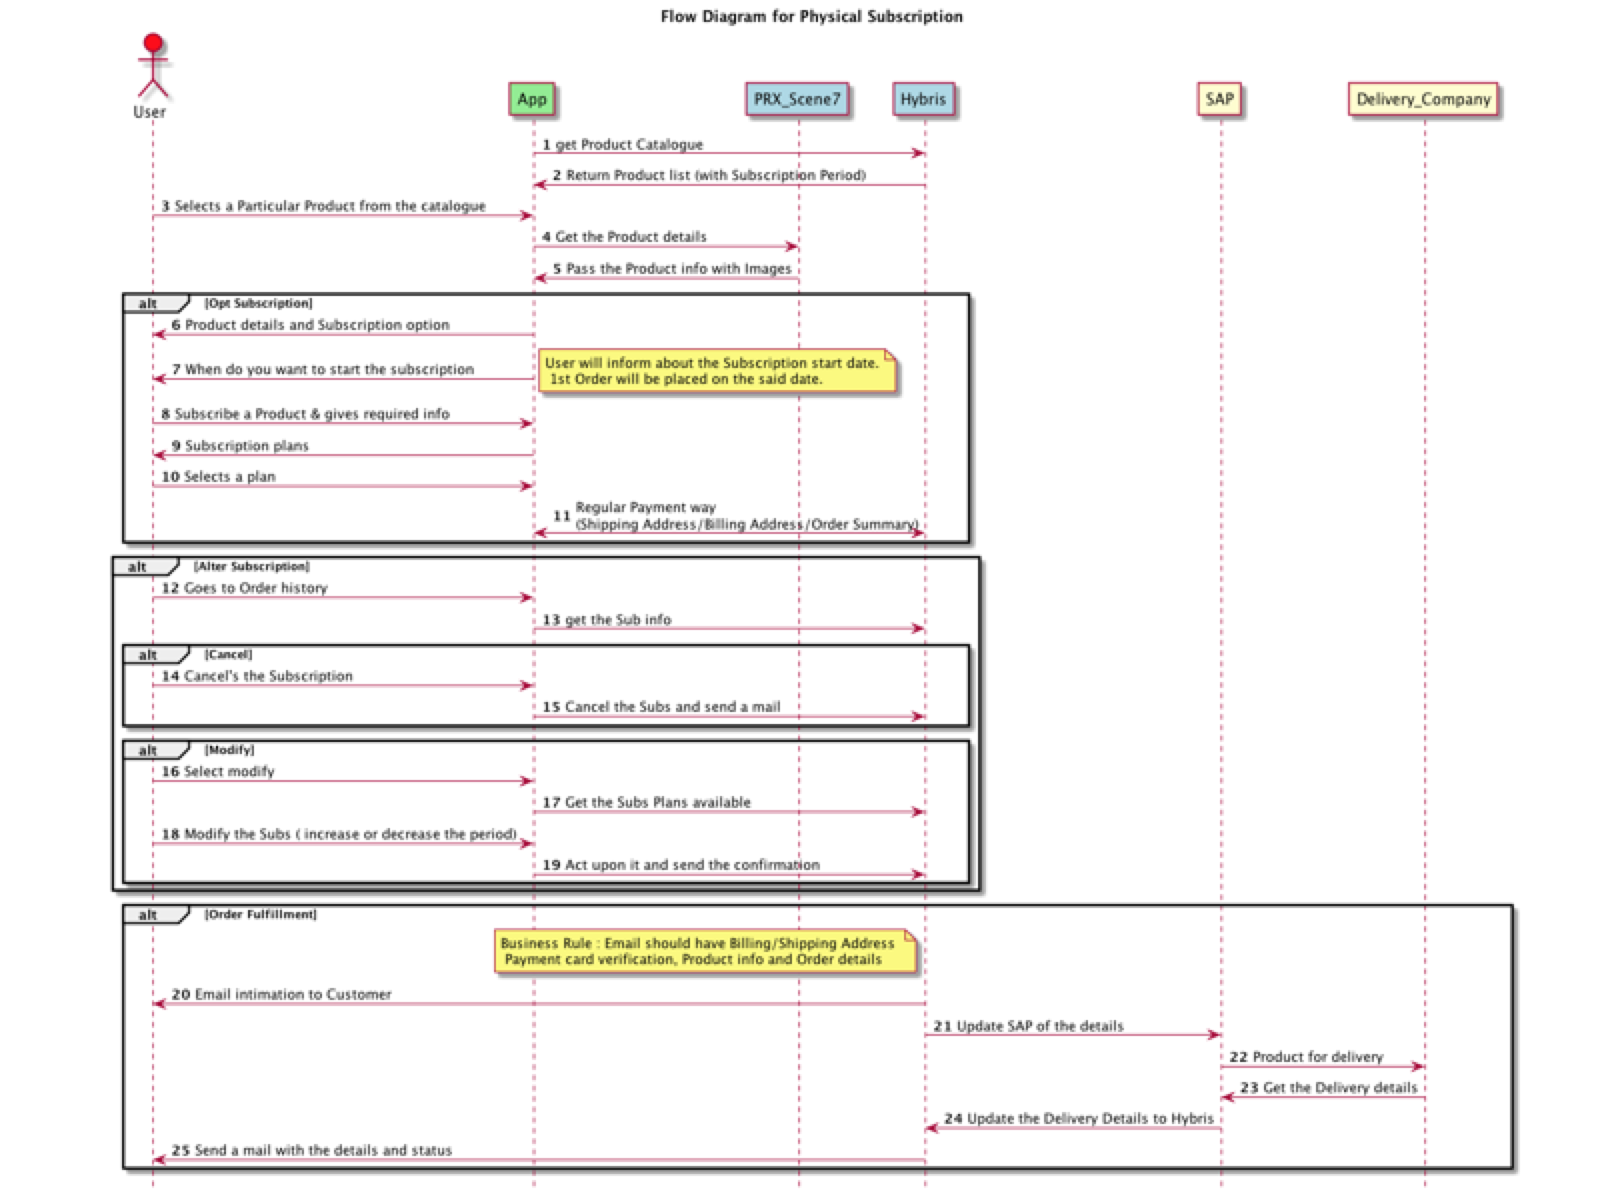 Flow Diagram for Physical Subscription
User
App
PRX_Scene7
Hybris
SAP
Delivery_Company
1 get Product Catalogue
2 Return Product list (with Subscription Period)
3 Selects a Particular Product from the catalogue
4 Get the Product details
5 Pass the Product info with Images
alt [Opt Subscription]
6 Product details and Subscription option
User will inform about the Subscription start date.
1st Order will be placed on the said date.
7 When do you want to start the subscription
8 Subscribe a Product & gives required info
9 Subscription plans
10 Selects a plan
11 Regular Payment way
(Shipping Address/Billing Address/Order Summary)
alt [Alter Subscription]
12 Goes to Order history
13 get the Sub info
alt [Cancel]
14 Cancel's the Subscription
15 Cancel the Subs and send a mail
alt [Modify]
16 Select modify
17 Get the Subs Plans available
18 Modify the Subs ( increase or decrease the period)
19 Act upon it and send the confirmation
alt [Order Fulfillment]
Business Rule : Email should have Billing/Shipping Address
Payment card verification, Product info and Order details
20 Email intimation to Customer
21 Update SAP of the details
22 Product for delivery
23 Get the Delivery details
24 Update the Delivery Details to Hybris
25 Send a mail with the details and status